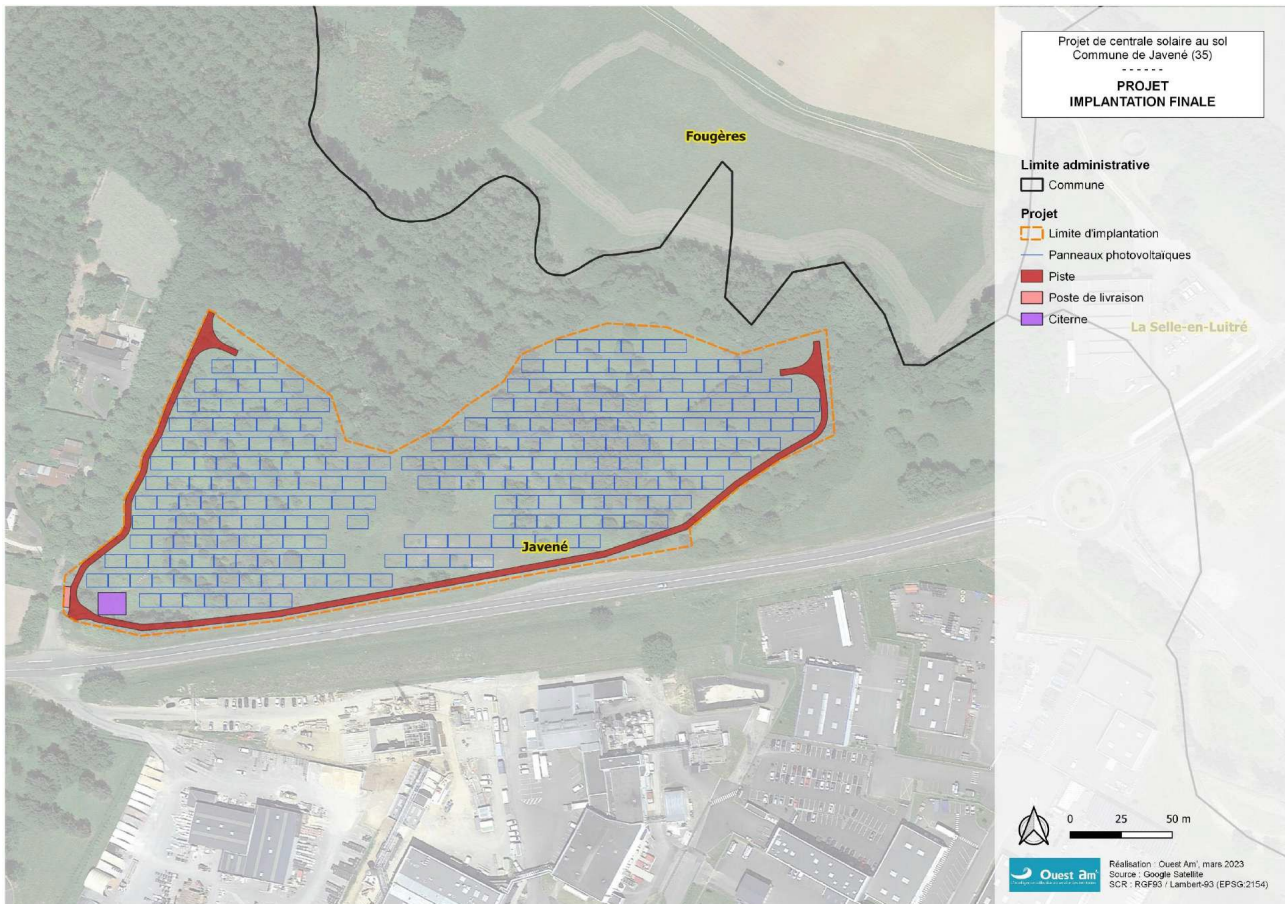 Projet de centrale solaire au sol
Commune de Javené (35)
------
PROJET
IMPLANTATION FINALE
Limite administrative
Commune
Projet
Limite d'implantation
Panneaux photovoltaïques
Piste
Poste de livraison
Citerne
Fougères
La Selle-en-Luitré
Javené
0 25 50 m
Ouest am'
Réalisation : Ouest Am', mars 2023
Source : Google Satellite
SCR : RGF93 / Lambert-93 (EPSG:2154)